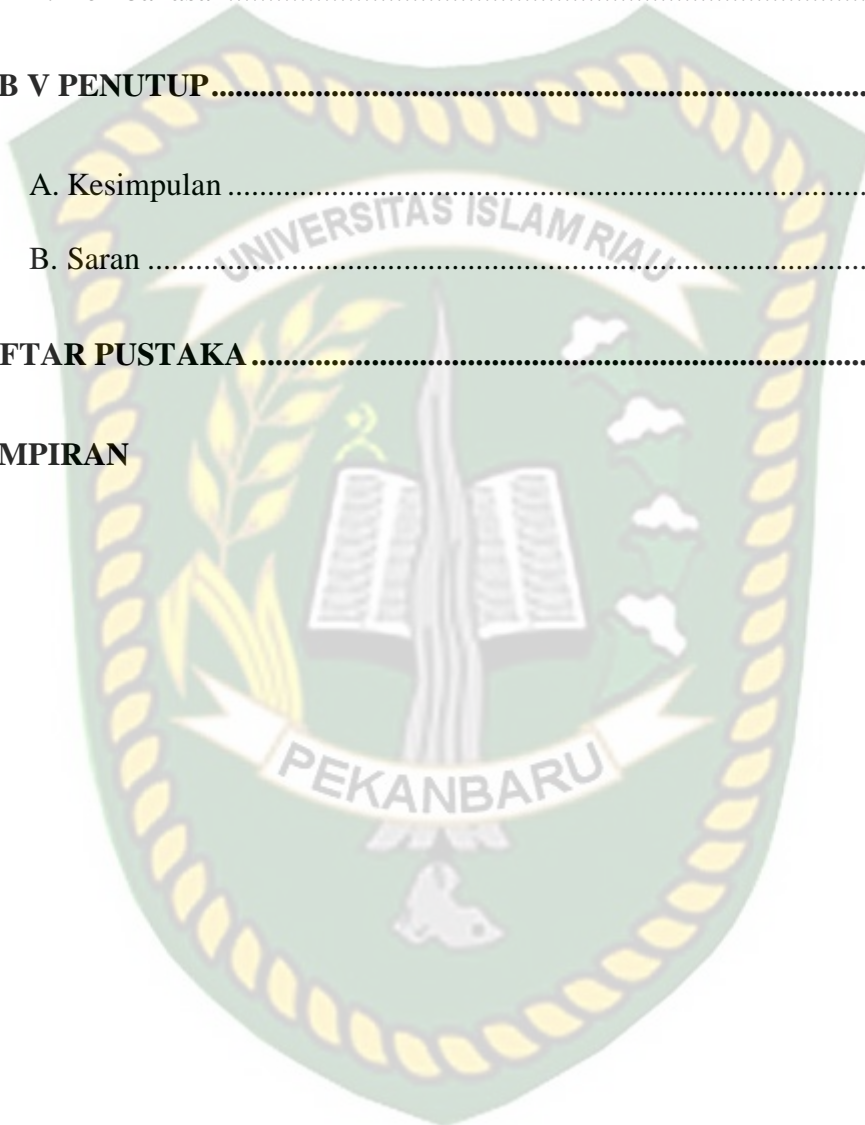 B V PENUTUP
A. Kesimpulan
UNIVERSITAS ISLAM RIAU
B. Saran
FTAR PUSTAKA
MPIRAN
PEKANBARU